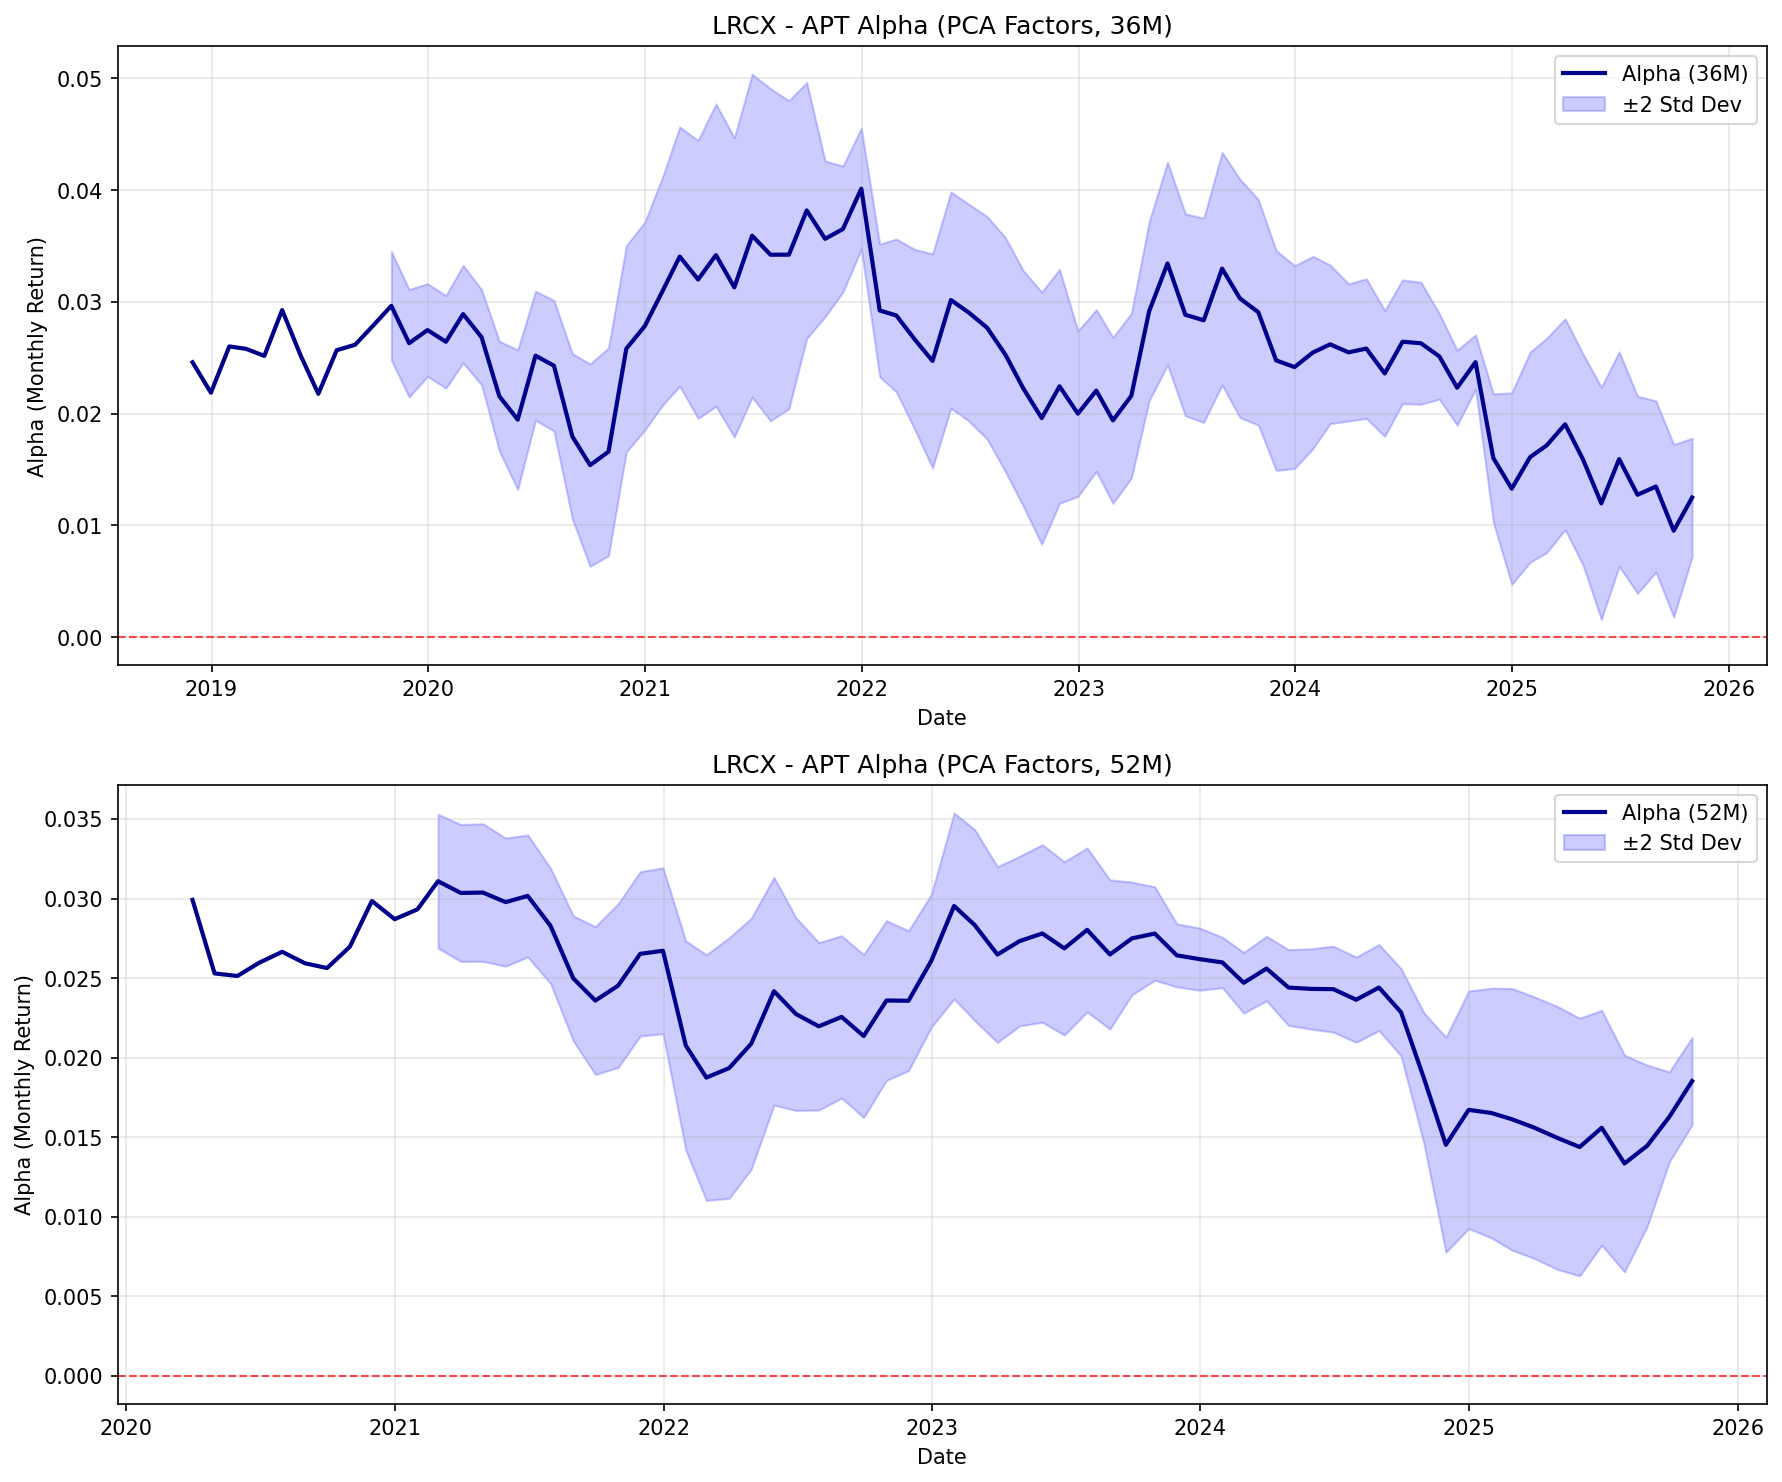 LRCX - APT Alpha (PCA Factors, 36M)
Alpha (Monthly Return)
0.05
0.04
0.03
0.02
0.01
0.00
Alpha (36M)
±2 Std Dev
2019 2020 2021 2022 2023 2024 2025 2026
Date
LRCX - APT Alpha (PCA Factors, 52M)
Alpha (Monthly Return)
0.035
0.030
0.025
0.020
0.015
0.010
0.005
0.000
Alpha (52M)
±2 Std Dev
2020 2021 2022 2023 2024 2025 2026
Date